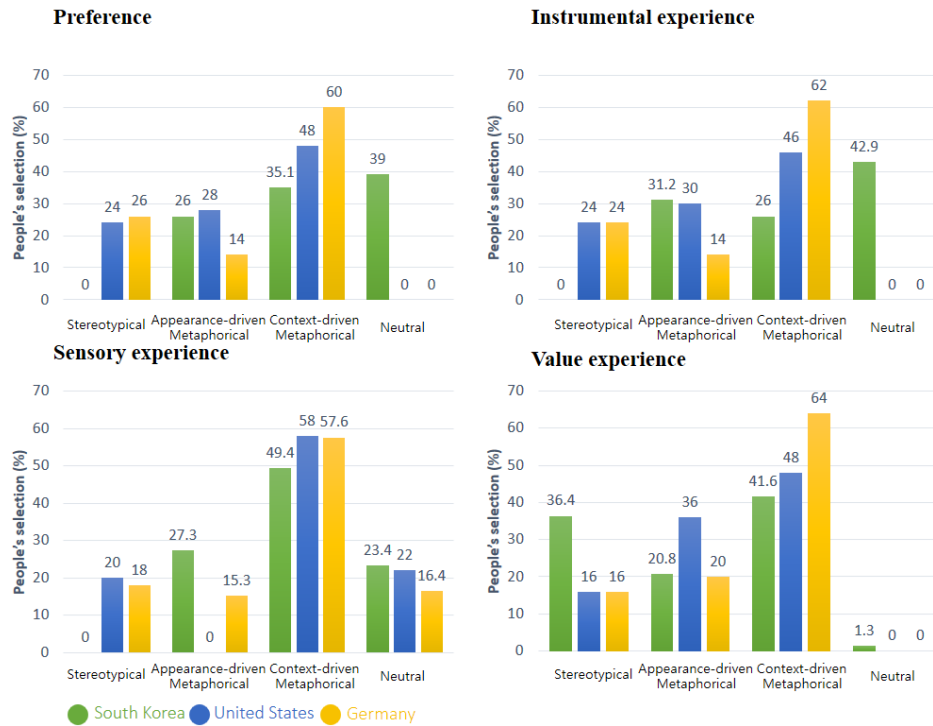 Preference
Instrumental experience
People's selection (%)
70
60
50
40
30
20
10
0
0
24
26
26
28
14
35.1
48
60
39
0
0
Stereotypical
Appearance-driven
Metaphorical
Context-driven
Metaphorical
Neutral
People's selection (%)
70
60
50
40
30
20
10
0
0
24
24
31.2
30
14
26
46
62
42.9
0
0
Stereotypical
Appearance-driven
Metaphorical
Context-driven
Metaphorical
Neutral
Sensory experience
Value experience
People's selection (%)
70
60
50
40
30
20
10
0
0
20
18
27.3
0
15.3
49.4
58
57.6
23.4
22
16.4
Stereotypical
Appearance-driven
Metaphorical
Context-driven
Metaphorical
Neutral
People's selection (%)
70
60
50
40
30
20
10
0
36.4
16
16
20.8
36
20
41.6
48
64
1.3
0
0
Stereotypical
Appearance-driven
Metaphorical
Context-driven
Metaphorical
Neutral
South Korea United States Germany